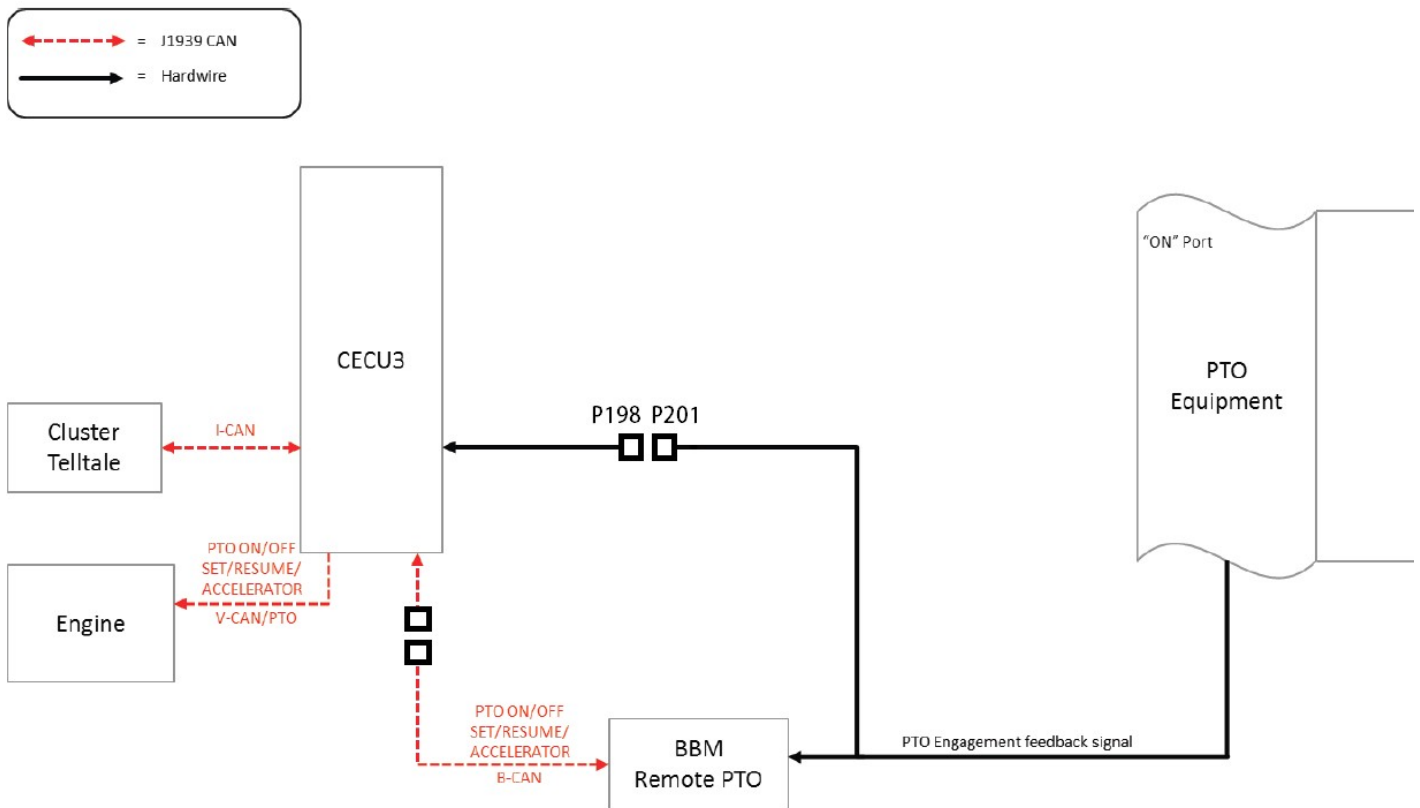 = J1939 CAN
= Hardwire
"ON" Port
CECU3
PTO
Equipment
P198 P201
Cluster
Telltale
I-CAN
PTO ON/OFF
SET/RESUME/
ACCELERATOR
V-CAN/PTO
Engine
PTO ON/OFF
SET/RESUME/
ACCELERATOR
B-CAN
BBM
Remote PTO
PTO Engagement feedback signal